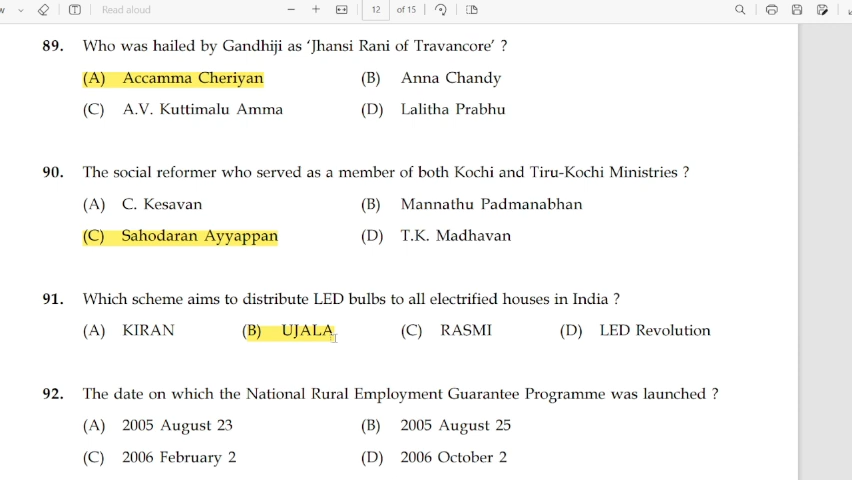 Read aloud
12 of 15
89. Who was hailed by Gandhiji as 'Jhansi Rani of Travancore' ?
(A) Accamma Cheriyan (B) Anna Chandy
(C) A.V. Kuttimalu Amma (D) Lalitha Prabhu
90. The social reformer who served as a member of both Kochi and Tiru-Kochi Ministries ?
(A) C. Kesavan (B) Mannathu Padmanabhan
(C) Sahodaran Ayyappan (D) T.K. Madhavan
91. Which scheme aims to distribute LED bulbs to all electrified houses in India ?
(A) KIRAN (B) UJALA (C) RASMI (D) LED Revolution
92. The date on which the National Rural Employment Guarantee Programme was launched ?
(A) 2005 August 23 (B) 2005 August 25
(C) 2006 February 2 (D) 2006 October 2